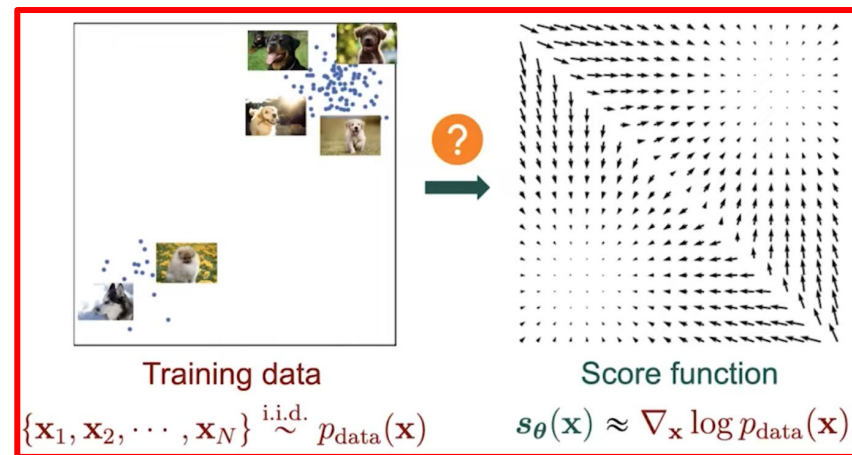 ?
Training data
Score function
{x₁, x₂, ⋯ , x_N} i.i.d. ∼ p_data(x)
s_θ(x) ≈ ∇_x log p_data(x)